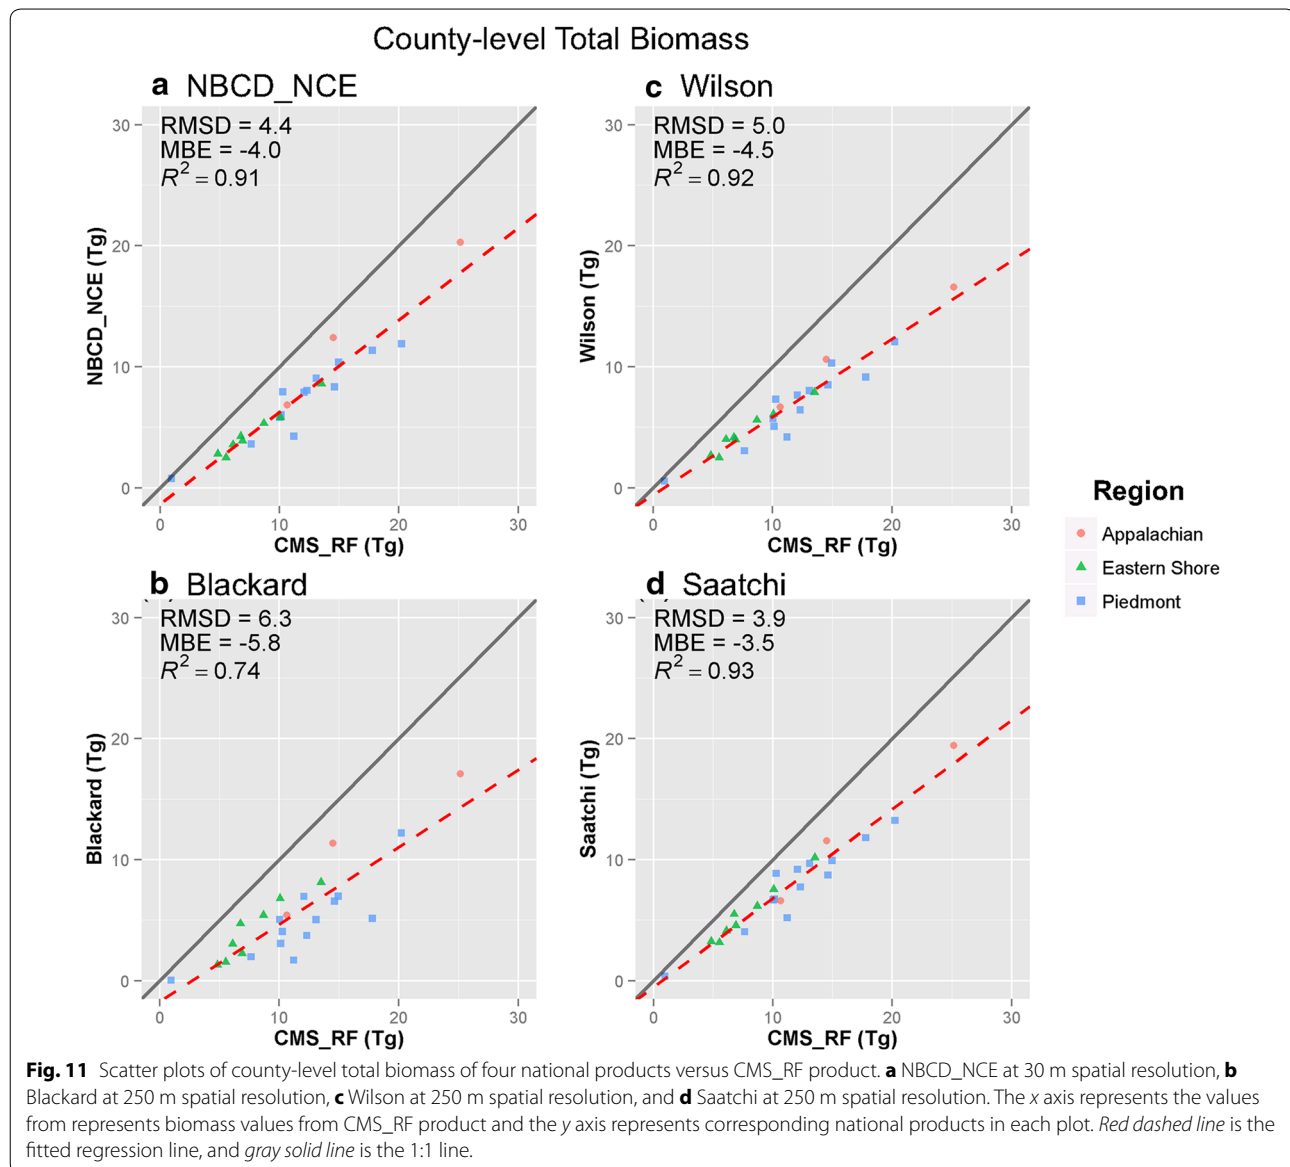 County-level Total Biomass
a NBCD_NCE
RMSD = 4.4
MBE = -4.0
R² = 0.91
30
20
10
0
NBCD_NCE (Tg)
0 10 20 30
CMS_RF (Tg)
c Wilson
RMSD = 5.0
MBE = -4.5
R² = 0.92
30
20
10
0
Wilson (Tg)
0 10 20 30
CMS_RF (Tg)
b Blackard
RMSD = 6.3
MBE = -5.8
R² = 0.74
30
20
10
0
Blackard (Tg)
0 10 20 30
CMS_RF (Tg)
d Saatchi
RMSD = 3.9
MBE = -3.5
R² = 0.93
30
20
10
0
Saatchi (Tg)
0 10 20 30
CMS_RF (Tg)
Region
Appalachian
Eastern Shore
Piedmont
Fig. 11 Scatter plots of county-level total biomass of four national products versus CMS_RF product. a NBCD_NCE at 30 m spatial resolution, b
Blackard at 250 m spatial resolution, c Wilson at 250 m spatial resolution, and d Saatchi at 250 m spatial resolution. The x axis represents the values
from represents biomass values from CMS_RF product and the y axis represents corresponding national products in each plot. Red dashed line is the
fitted regression line, and gray solid line is the 1:1 line.